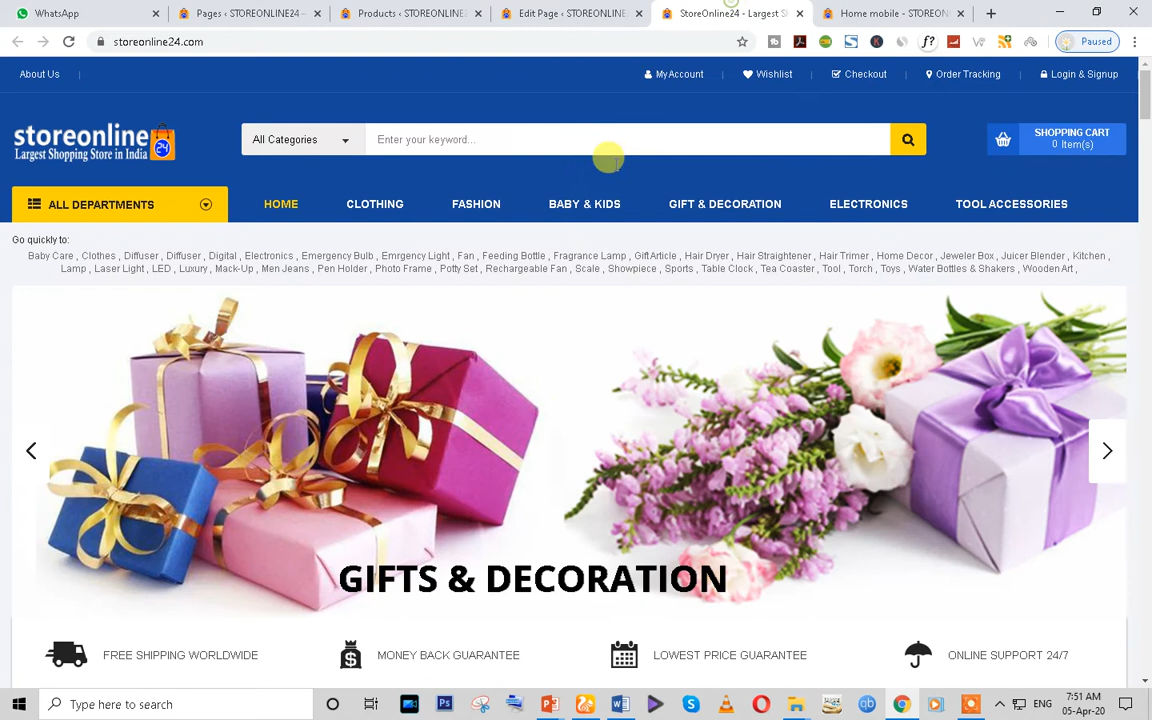 WhatsApp
Pages ‹ STOREONLINE24 –
Products ‹ STOREONLINE
Edit Page ‹ STOREONLINE
StoreOnline24 - Largest S
Home mobile - STOREON
storeonline24.com
Paused
About Us
MyAccount
Wishlist
Checkout
Order Tracking
Login & Signup
storeonline
24
Largest Shopping Store in India
All Categories
Enter your keyword...
SHOPPING CART
0 Item(s)
ALL DEPARTMENTS
HOME
CLOTHING
FASHION
BABY & KIDS
GIFT & DECORATION
ELECTRONICS
TOOL ACCESSORIES
Go quickly to:
Baby Care , Clothes , Diffuser , Diffuser , Digital , Electronics , Emergency Bulb , Emrgency Light , Fan , Feeding Bottle , Fragrance Lamp , GiftArticle , Hair Dryer , Hair Straightener , Hair Trimer , Home Decor , Jeweler Box , Juicer Blender , Kitchen ,
Lamp , Laser Light , LED , Luxury , Mack-Up , Men Jeans , Pen Holder , Photo Frame , Potty Set , Rechargeable Fan , Scale , Showpiece , Sports , Table Clock , Tea Coaster , Tool , Torch , Toys , Water Bottles & Shakers , Wooden Art ,
GIFTS & DECORATION
FREE SHIPPING WORLDWIDE
MONEY BACK GUARANTEE
LOWEST PRICE GUARANTEE
ONLINE SUPPORT 24/7
Type here to search
ENG
7:51 AM
05-Apr-20